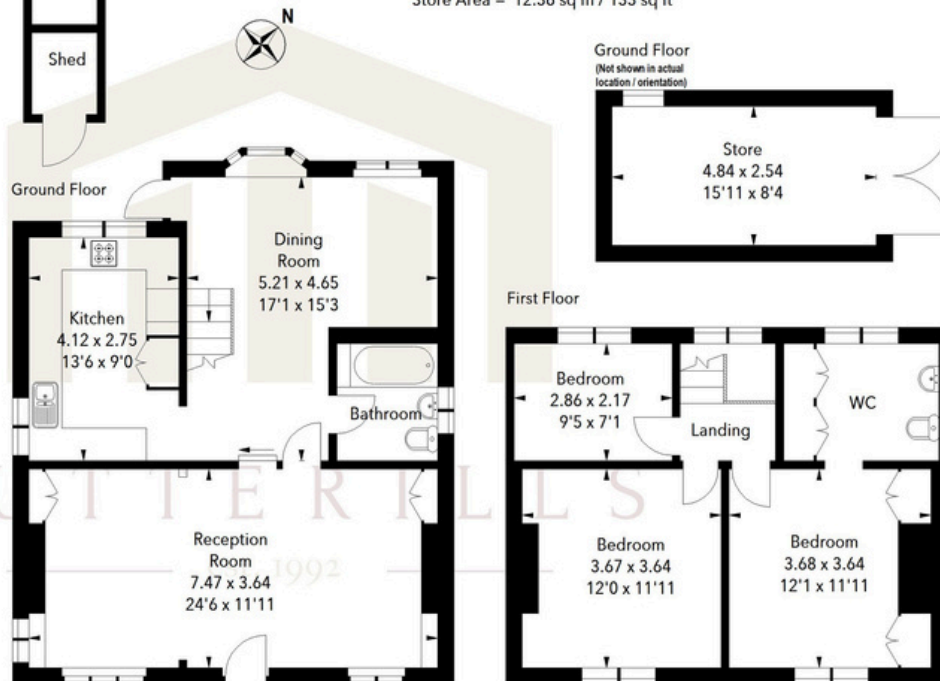 Store Area = 12.38 sq m / 133 sq ft
N
Shed
Ground Floor
(Not shown in actual
location / orientation)
Store
4.84 x 2.54
15'11 x 8'4
Ground Floor
Dining
Room
5.21 x 4.65
17'1 x 15'3
Kitchen
4.12 x 2.75
13'6 x 9'0
Bathroom
First Floor
Bedroom
2.86 x 2.17
9'5 x 7'1
WC
Landing
UTTERILLS
1992
Reception
Room
7.47 x 3.64
24'6 x 11'11
Bedroom
3.67 x 3.64
12'0 x 11'11
Bedroom
3.68 x 3.64
12'1 x 11'11